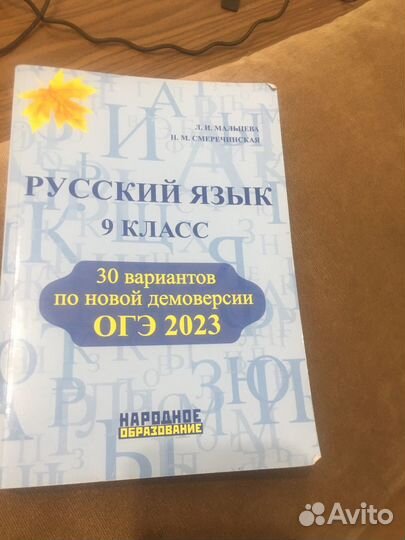 Л. И. МАЛЬЦЕВА
Н. М. СМЕРЕЧИНСКАЯ
РУССКИЙ ЯЗЫК
9 КЛАСС
30 вариантов
по новой демоверсии
ОГЭ 2023
НАРОДНОЕ
ОБРАЗОВАНИЕ
Avito